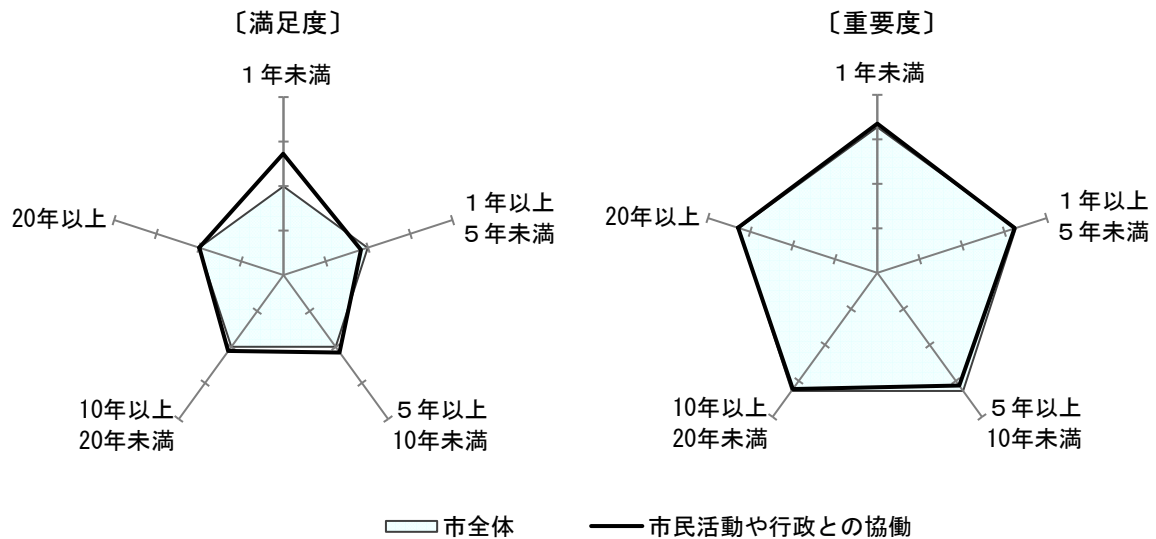 〔満足度〕
１年未満
１年以上
５年未満
５年以上
10年未満
10年以上
20年未満
20年以上
〔重要度〕
１年未満
１年以上
５年未満
５年以上
10年未満
10年以上
20年未満
20年以上
市全体
市民活動や行政との協働